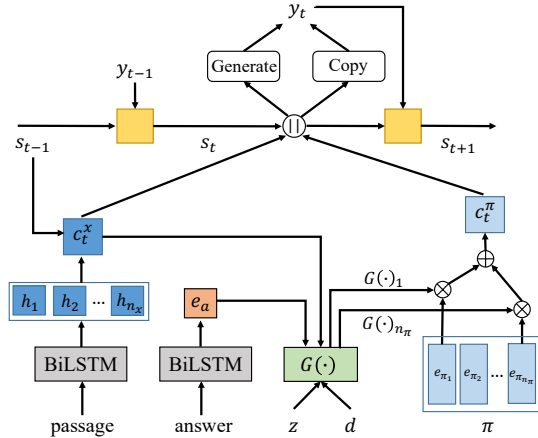 y_t
Generate Copy
y_{t-1}
s_{t-1} s_t || s_{t+1}
c_t^x c_t^π
h_1 h_2 ... h_{n_x} e_a G(·)_1
G(·)_{n_π}
BiLSTM BiLSTM G(·) e_{π_1} e_{π_2} ... e_{π_{n_π}}
passage answer z d π